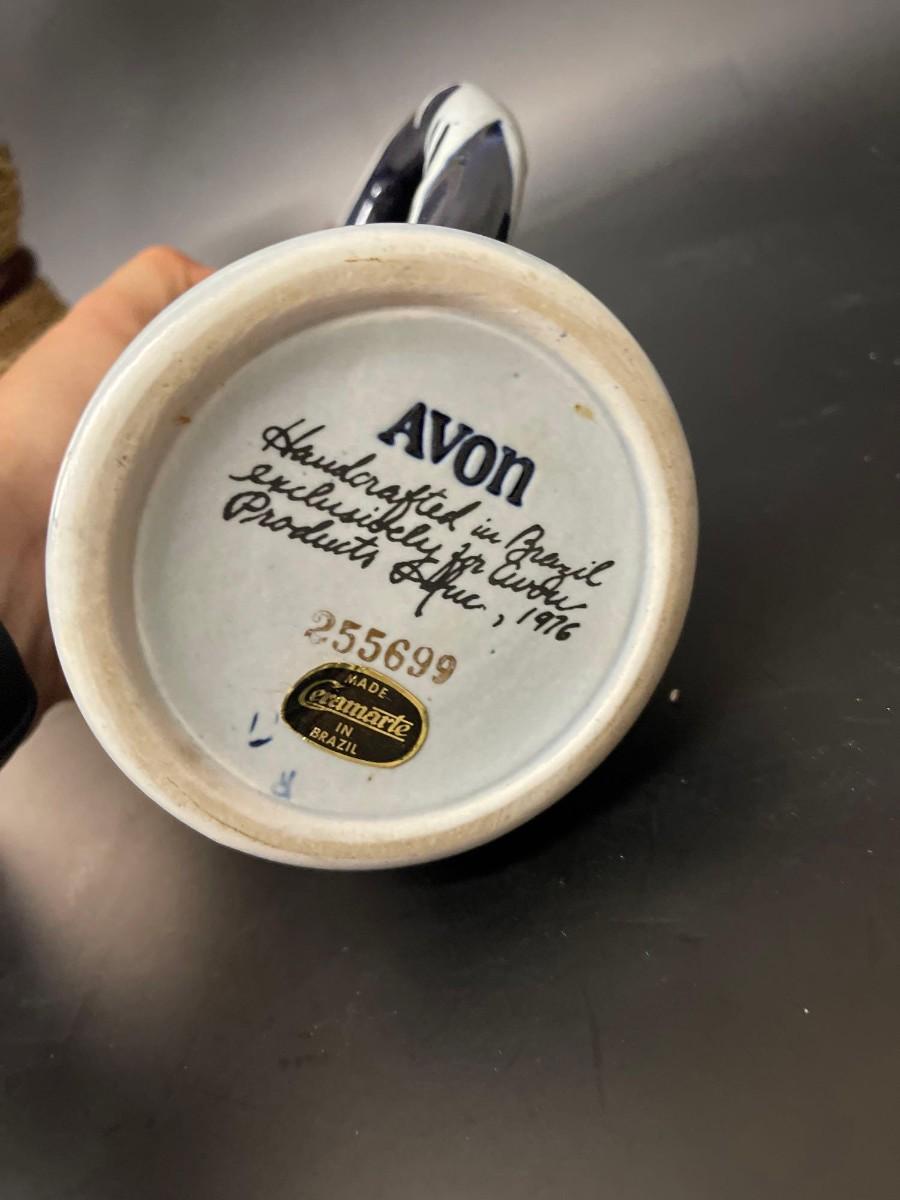 AVON
Handcrafted in Brazil
exclusively for Avon
Products Inc., 1976
255699
MADE
Ceramarte
IN
BRAZIL